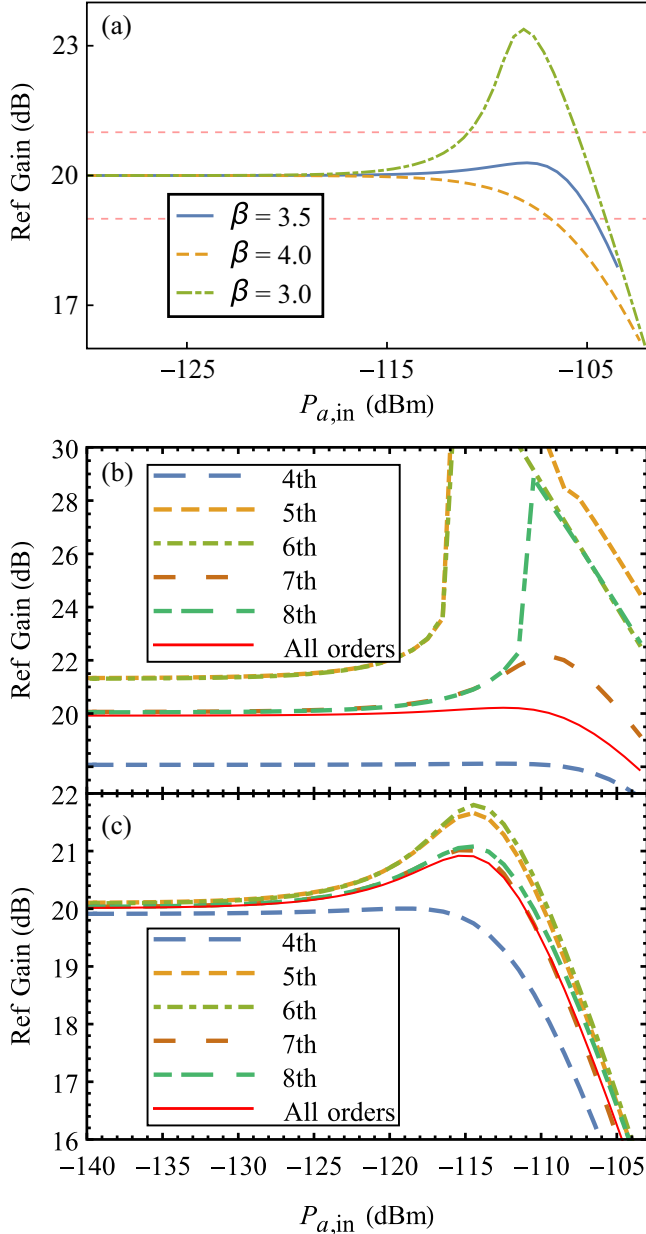 (a)
Ref Gain (dB)
23
20
17
β = 3.5
β = 4.0
β = 3.0
−125
−115
−105
P a,in (dBm)
(b)
Ref Gain (dB)
30
28
26
24
22
20
4th
5th
6th
7th
8th
All orders
(c)
Ref Gain (dB)
22
21
20
19
18
17
16
4th
5th
6th
7th
8th
All orders
−140 −135 −130 −125 −120 −115 −110 −105
P a,in (dBm)